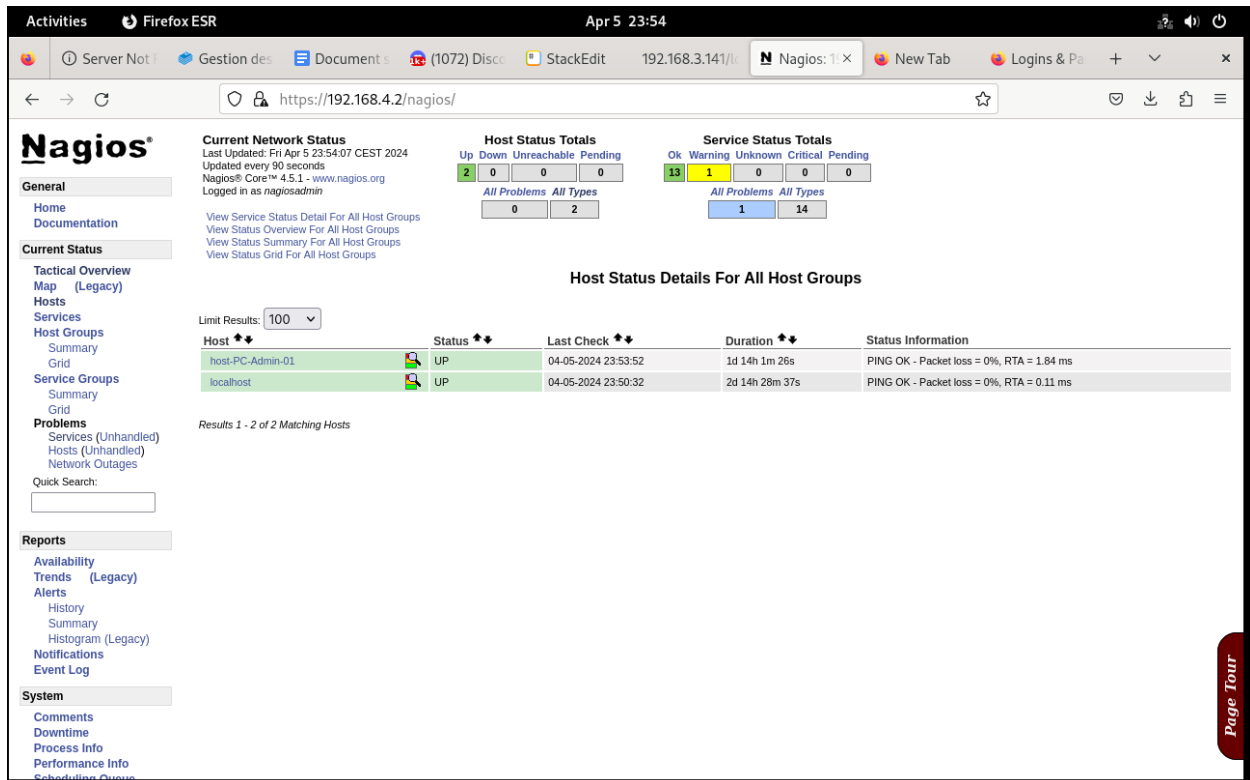 Activities Firefox ESR Apr 5 23:54
Server Not Gestion des Document s (1072) Disco StackEdit 192.168.3.141/ Nagios: 1 New Tab Logins & Pa
https://192.168.4.2/nagios/
Nagios®
General
Home
Documentation
Current Status
Tactical Overview
Map (Legacy)
Hosts
Services
Host Groups
Summary
Grid
Service Groups
Summary
Grid
Problems
Services (Unhandled)
Hosts (Unhandled)
Network Outages
Quick Search:
Reports
Availability
Trends (Legacy)
Alerts
History
Summary
Histogram (Legacy)
Notifications
Event Log
System
Comments
Downtime
Process Info
Performance Info
Scheduling Queue
Current Network Status
Last Updated: Fri Apr 5 23:54:07 CEST 2024
Updated every 90 seconds
Nagios® Core™ 4.5.1 - www.nagios.org
Logged in as nagiosadmin
View Service Status Detail For All Host Groups
View Status Overview For All Host Groups
View Status Summary For All Host Groups
View Status Grid For All Host Groups
Host Status Totals
Up Down Unreachable Pending
2 0 0 0
All Problems All Types
0 2
Service Status Totals
Ok Warning Unknown Critical Pending
13 1 0 0 0
All Problems All Types
1 14
Host Status Details For All Host Groups
Limit Results: 100
Host Status Last Check Duration Status Information
host-PC-Admin-01 UP 04-05-2024 23:53:52 1d 14h 1m 26s PING OK - Packet loss = 0%, RTA = 1.84 ms
localhost UP 04-05-2024 23:50:32 2d 14h 28m 37s PING OK - Packet loss = 0%, RTA = 0.11 ms
Results 1 - 2 of 2 Matching Hosts
Page Tour